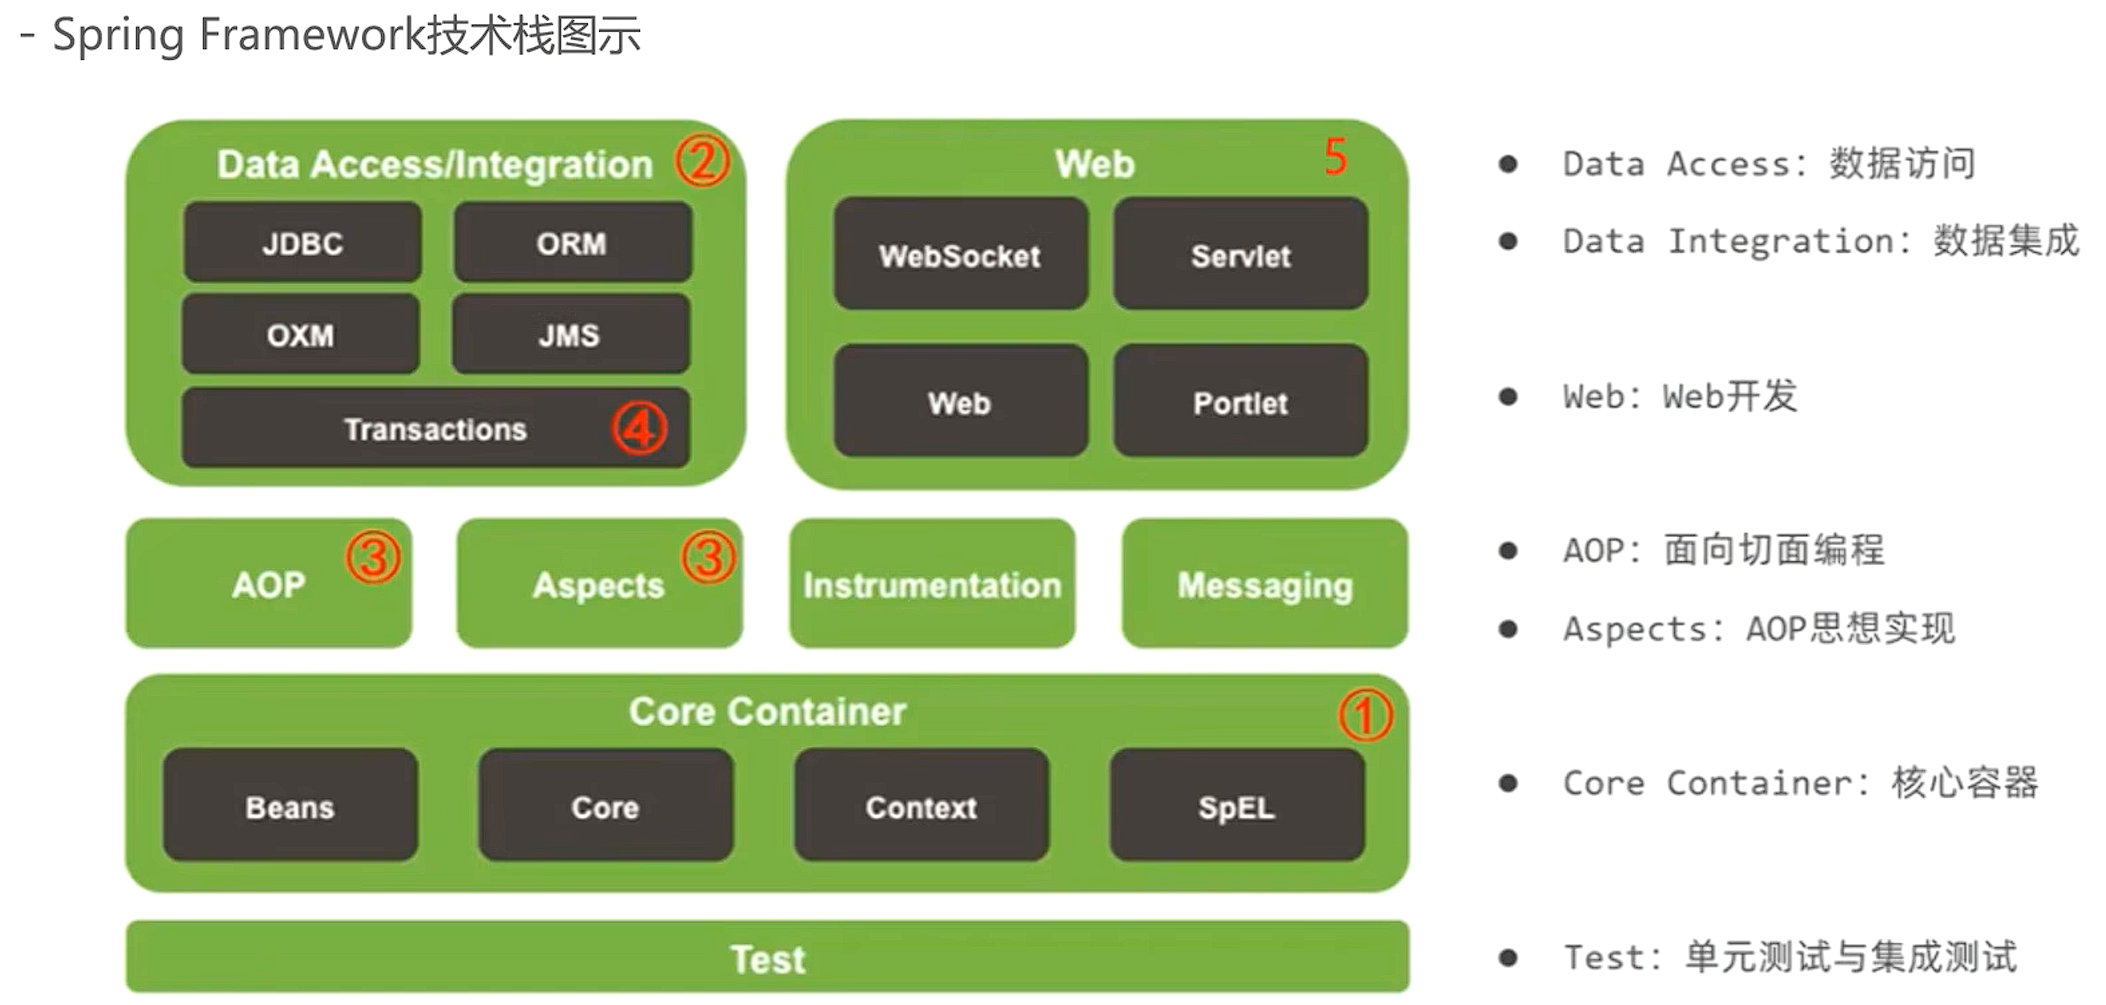 - Spring Framework技术栈图示
Data Access/Integration ②
JDBC
ORM
OXM
JMS
Transactions ④
Web 5
WebSocket
Servlet
Web
Portlet
AOP ③
Aspects ③
Instrumentation
Messaging
Core Container ①
Beans
Core
Context
SpEL
Test
● Data Access：数据访问
● Data Integration：数据集成
● Web：Web开发
● AOP：面向切面编程
● Aspects：AOP思想实现
● Core Container：核心容器
● Test：单元测试与集成测试